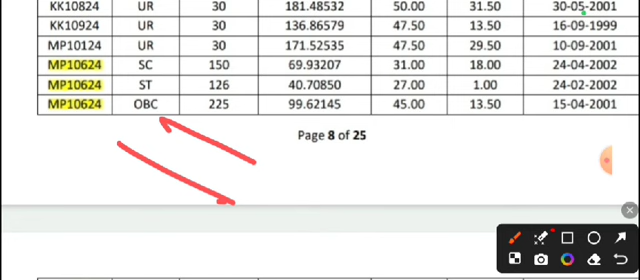 KK10824 UR 30 181.48532 50.00 31.50 30-05-2001
KK10924 UR 30 136.86579 47.50 13.50 16-09-1999
MP10124 UR 30 171.52535 47.50 29.50 10-09-2001
MP10624 SC 150 69.93207 31.00 18.00 24-04-2002
MP10624 ST 126 40.70850 27.00 1.00 24-02-2002
MP10624 OBC 225 99.62145 45.00 13.50 15-04-2001
Page 8 of 25